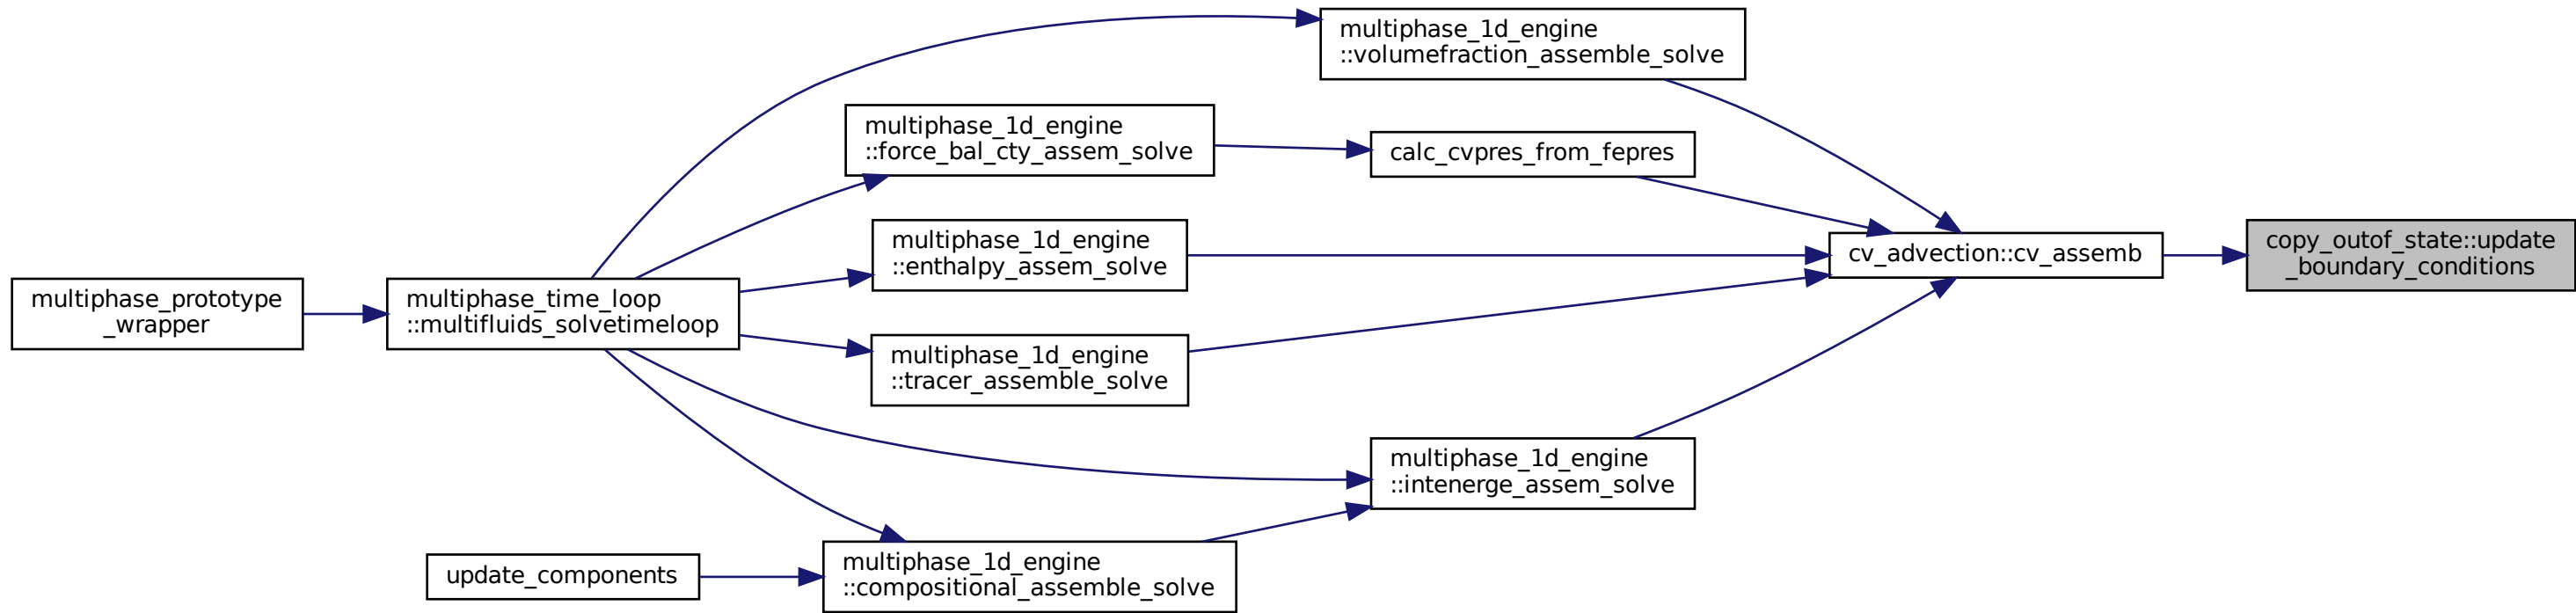 multiphase_1d_engine
::volumefraction_assemble_solve
multiphase_1d_engine
::force_bal_cty_assem_solve
calc_cvpres_from_fepres
multiphase_1d_engine
::enthalpy_assem_solve
cv_advection::cv_assemb
copy_outof_state::update
_boundary_conditions
multiphase_prototype
_wrapper
multiphase_time_loop
::multifluids_solvetimeloop
multiphase_1d_engine
::tracer_assemble_solve
multiphase_1d_engine
::intenerge_assem_solve
update_components
multiphase_1d_engine
::compositional_assemble_solve